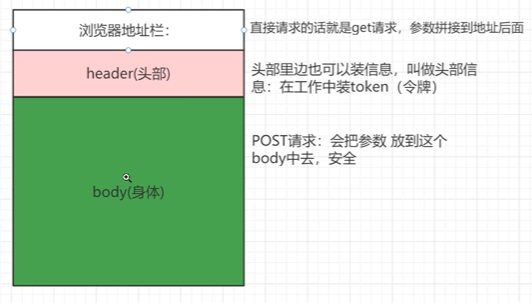 浏览器地址栏：
直接请求的话就是get请求，参数拼接到地址后面
header(头部)
头部里边也可以装信息，叫做头部信
息：在工作中装token（令牌）
POST请求：会把参数 放到这个
body中去，安全
body(身体)